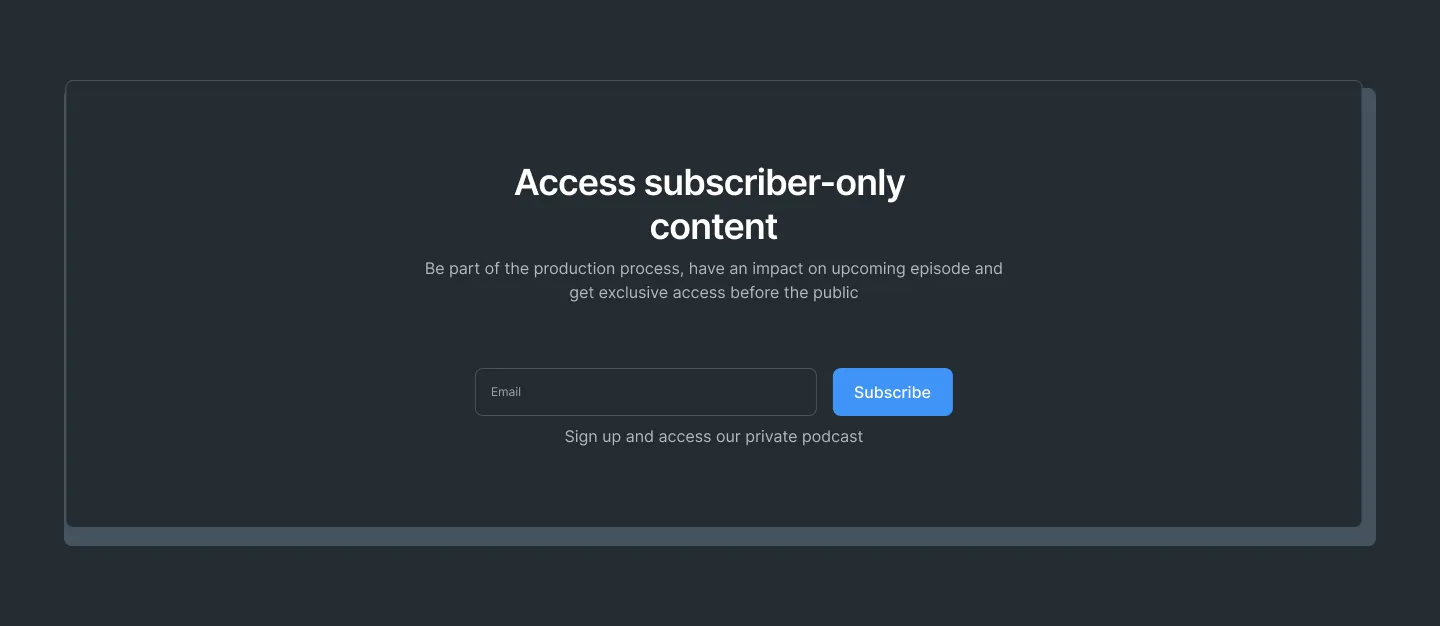 Access subscriber-only
content
Be part of the production process, have an impact on upcoming episode and
get exclusive access before the public
Email
Subscribe
Sign up and access our private podcast